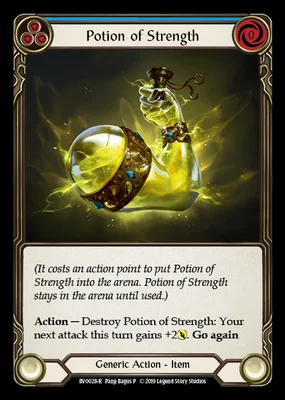 Potion of Strength
(It costs an action point to put Potion of
Strength into the arena. Potion of Strength
stays in the arena until used.)
Action — Destroy Potion of Strength: Your
next attack this turn gains +2. Go again
Generic Action - Item
Panji Bagus P © 2019 Legend Story Studios